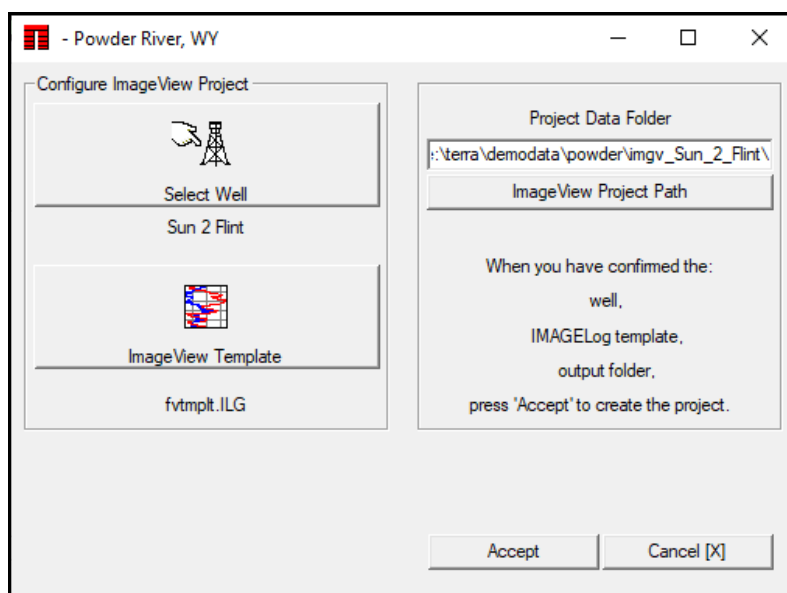 - Powder River, WY
Configure ImageView Project
Select Well
Sun 2 Flint
ImageView Template
fvtmplt.ILG
Project Data Folder
:\terra\demodata\powder\imgv_Sun_2_Flint\
ImageView Project Path
When you have confirmed the:
well,
IMAGELog template,
output folder,
press 'Accept' to create the project.
Accept
Cancel [X]